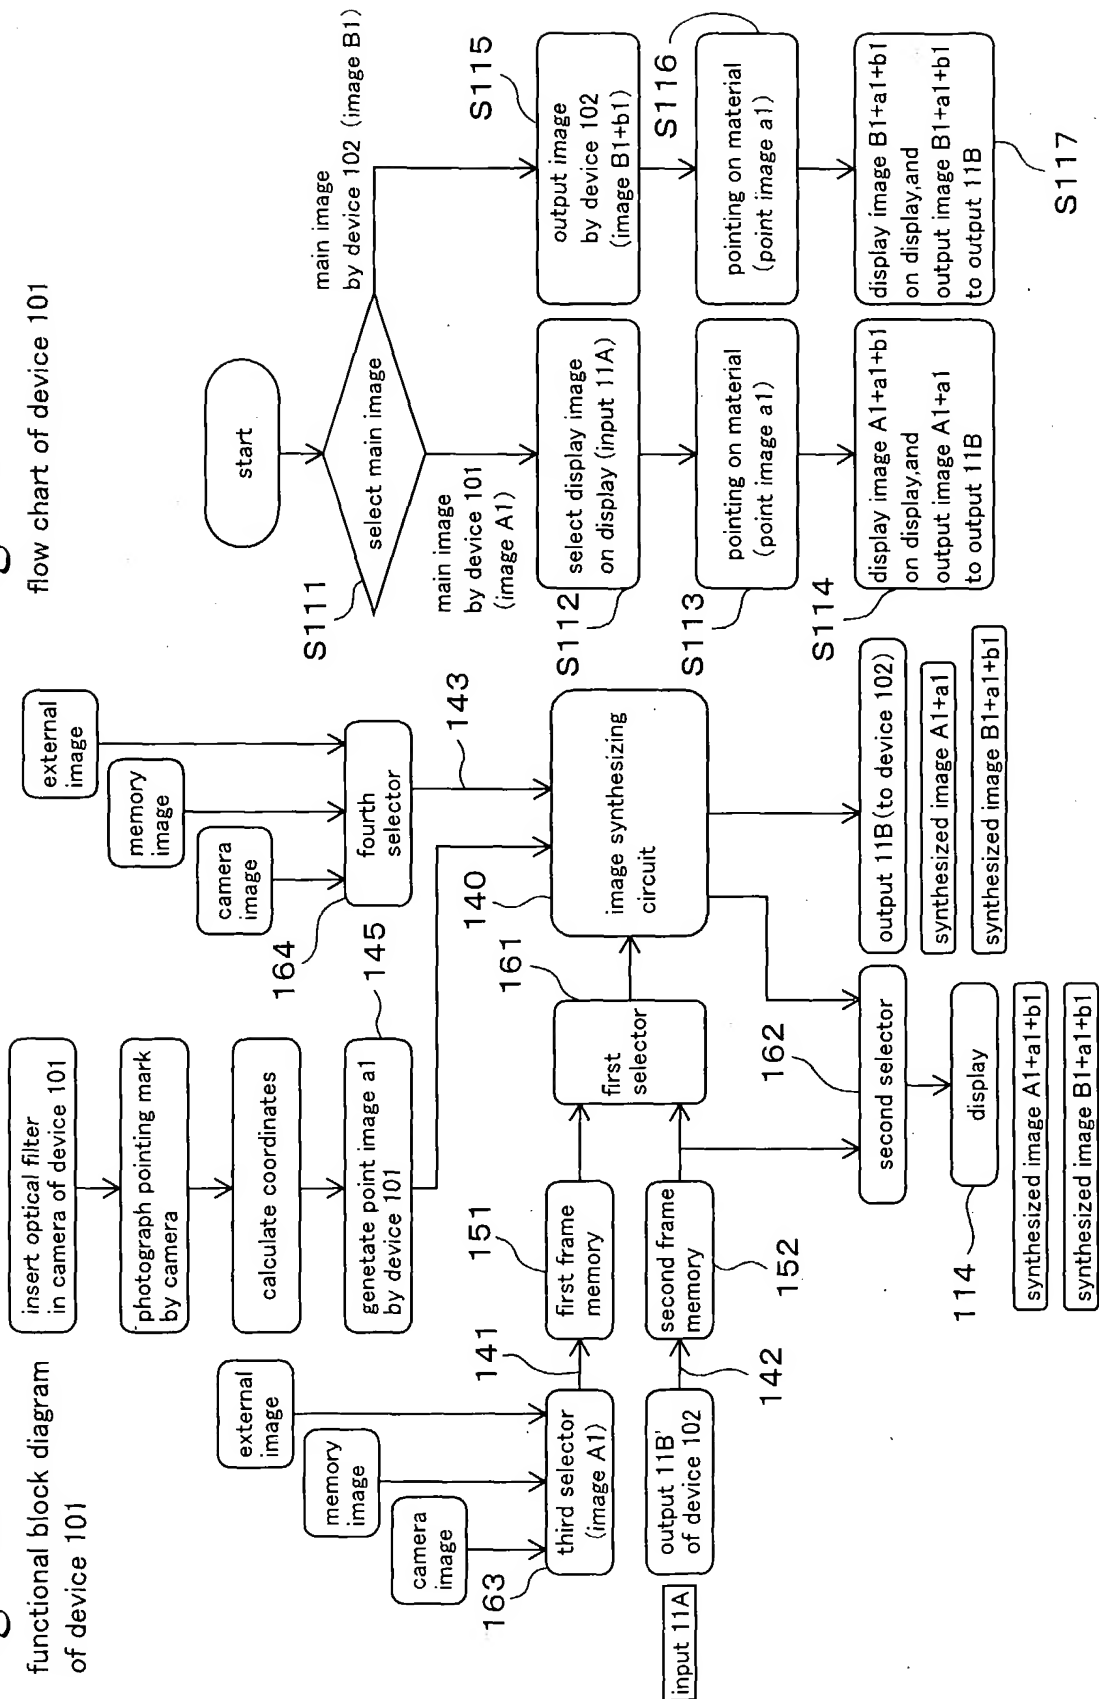 functional block diagram
of device 101
insert optical filter
in camera of device 101
photograph pointing mark
by camera
calculate coordinates
genetate point image a1
by device 101
145
external
image
memory
image
camera
image
third selector
(image A1)
163
141
first frame
memory
151
input 11A
output 11B'
of device 102
142
second frame
memory
152
first
selector
161
external
image
memory
image
camera
image
fourth
selector
164
143
140
image synthesizing
circuit
162
second selector
114
display
synthesized image A1+a1+b1
synthesized image B1+a1+b1
output 11B(to device 102)
synthesized image A1+a1
synthesized image B1+a1+b1
flow chart of device 101
start
S111
select main image
main image
by device 101
(image A1)
main image
by device 102 (image B1)
S112
select display image
on display (input 11A)
S113
pointing on material
(point image a1)
S114
display image A1+a1+b1
on display,and
output image A1+a1
to output 11B
S115
output image
by device 102
(image B1+b1)
S116
pointing on material
(point image a1)
display image B1+a1+b1
on display,and
output image B1+a1+b1
to output 11B
S117